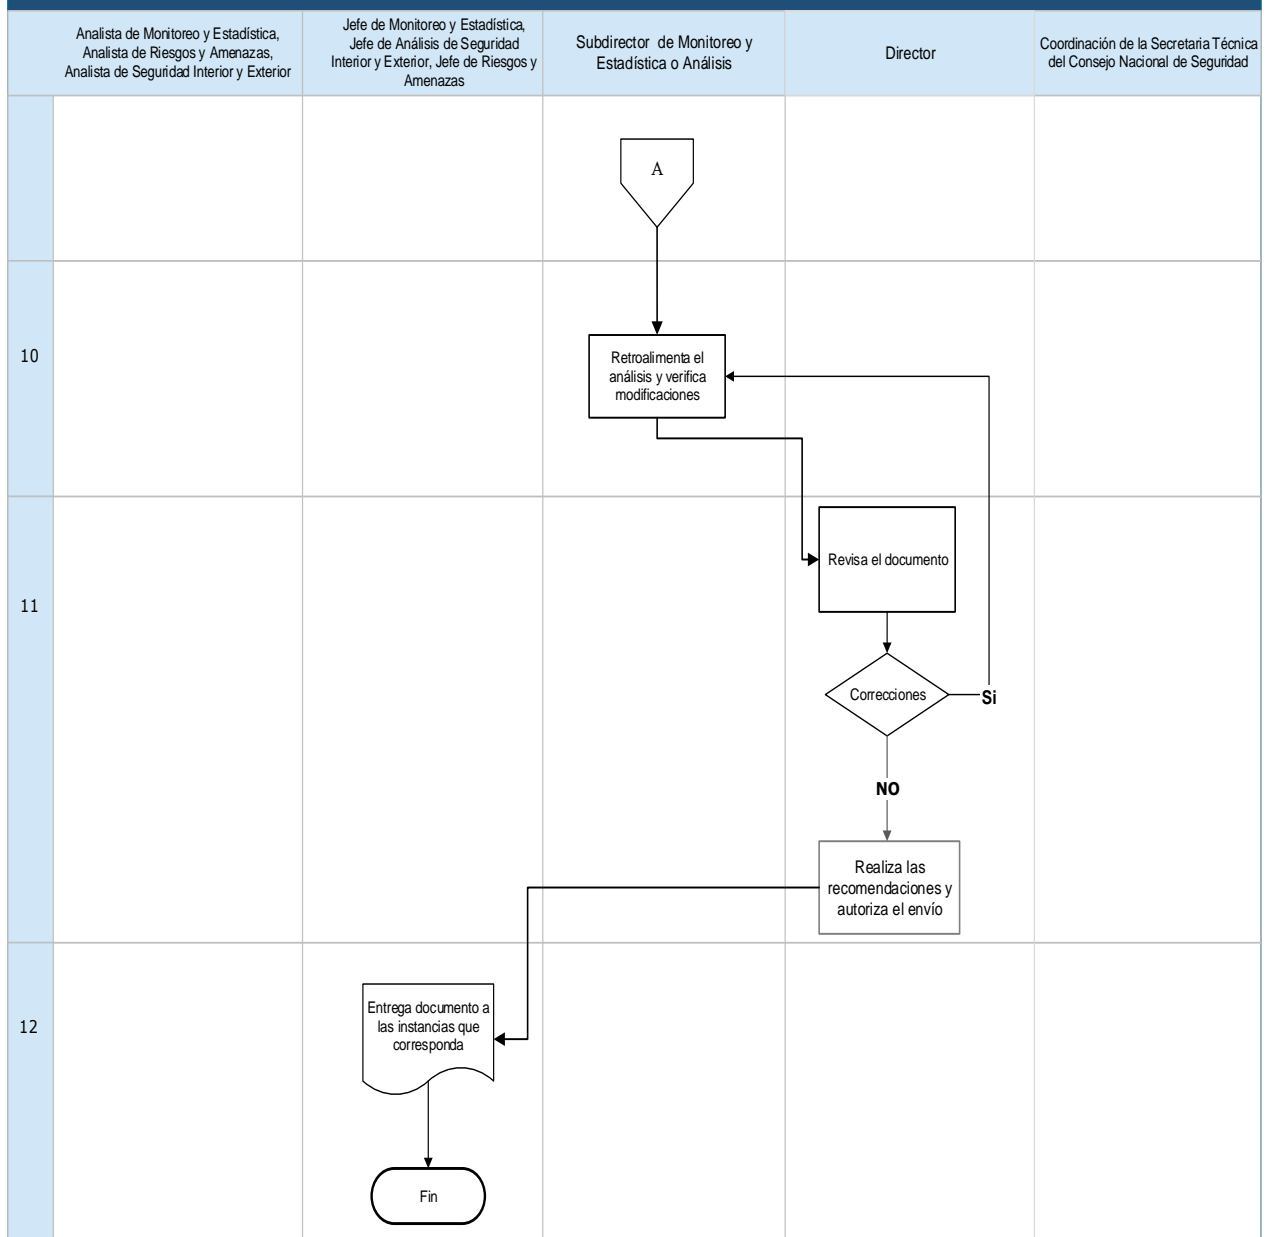 Analista de Monitoreo y Estadística,
Analista de Riesgos y Amenazas,
Analista de Seguridad Interior y Exterior
Jefe de Monitoreo y Estadística,
Jefe de Análisis de Seguridad
Interior y Exterior, Jefe de Riesgos y
Amenazas
Subdirector de Monitoreo y
Estadística o Análisis
Director
Coordinación de la Secretaria Técnica
del Consejo Nacional de Seguridad
A
10
Retroalimenta el
análisis y verifica
modificaciones
11
Revisa el documento
Correcciones
Si
NO
Realiza las
recomendaciones y
autoriza el envío
12
Entrega documento a
las instancias que
corresponda
Fin